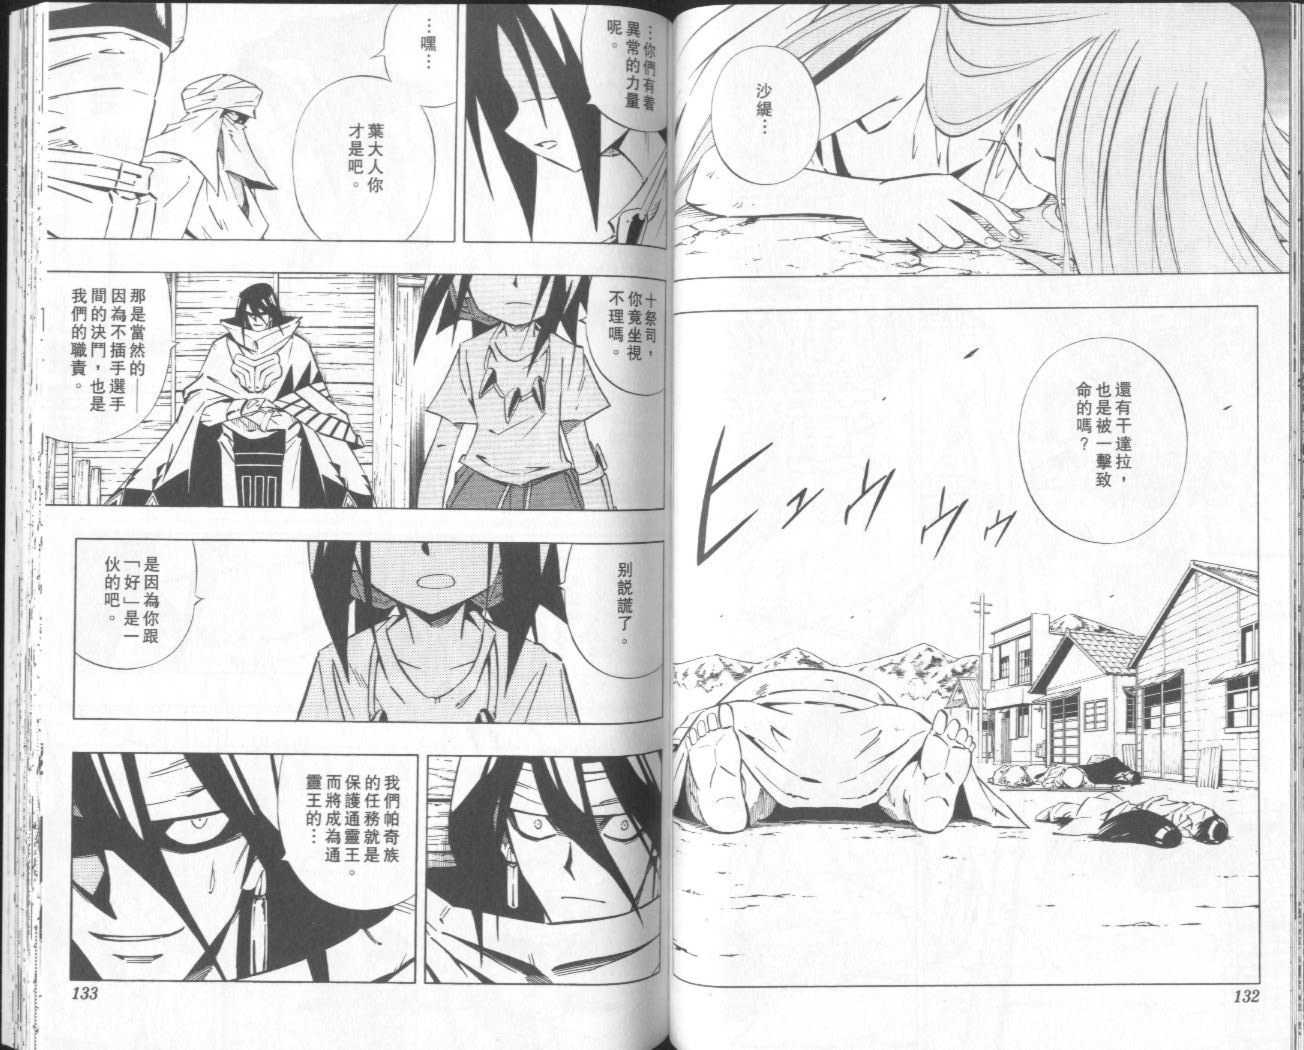 沙緹…
還有干達拉，
也是被一擊致
命的嗎？
ヒュウウゥ
132
…你們有着
異常的力量
呢。
…嘿…
葉大人你
才是吧。
十祭司，
你竟坐視
不理嗎。
那是當然的——
因為不插手選手
間的決鬥，也是
我們的職責。
別説謊了。
是因為你跟
「好」是一
伙的吧。
我們帕奇族
的任務就是
保護通靈王。
而將成為通
靈王的…
133